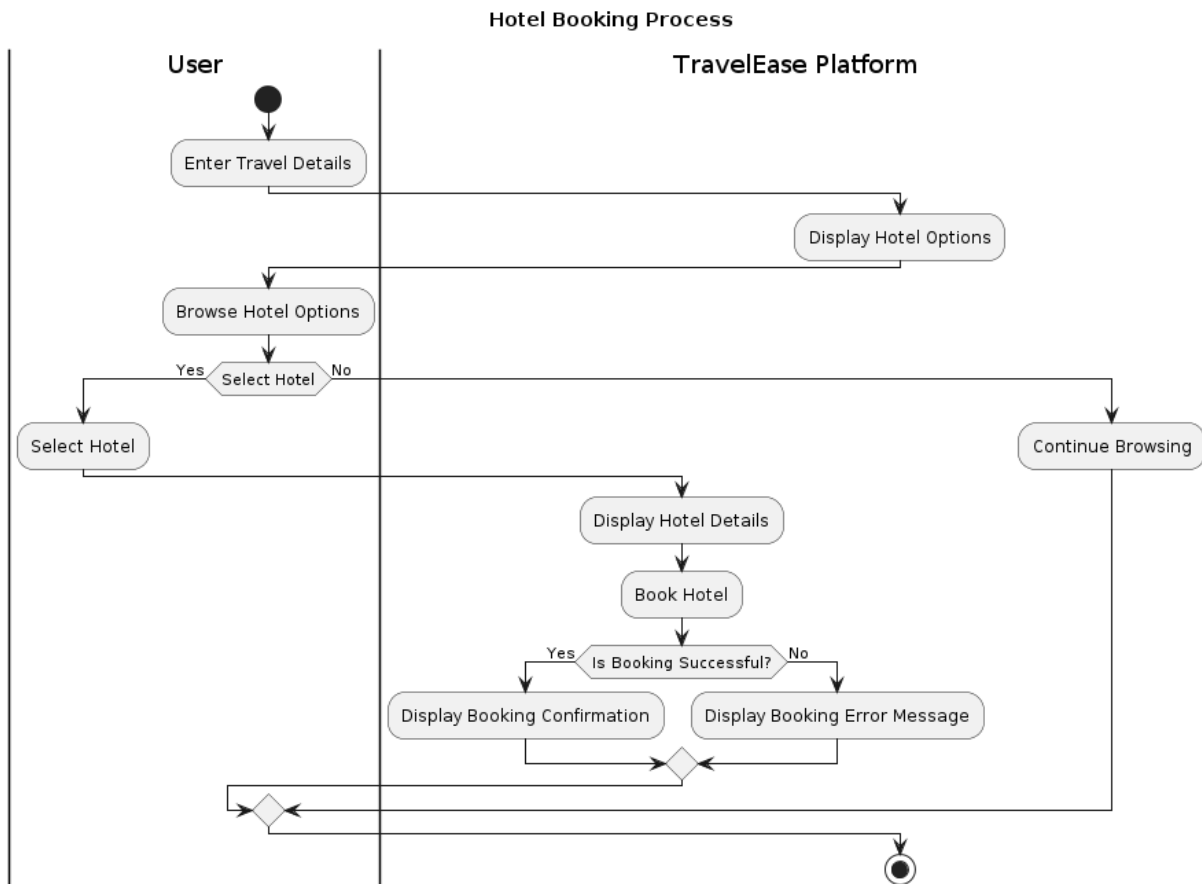 Hotel Booking Process
User
TravelEase Platform
Enter Travel Details
Display Hotel Options
Browse Hotel Options
Yes
Select Hotel
No
Select Hotel
Continue Browsing
Display Hotel Details
Book Hotel
Yes
Is Booking Successful?
No
Display Booking Confirmation
Display Booking Error Message